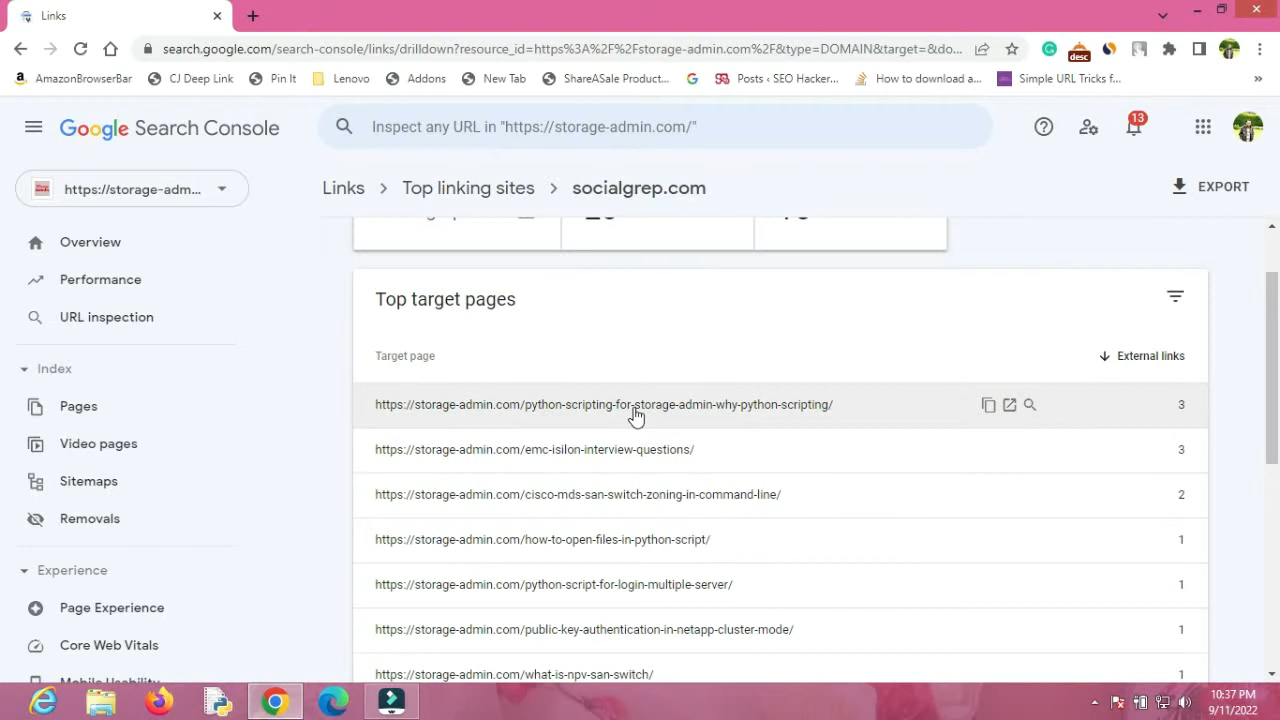 Links
search.google.com/search-console/links/drilldown?resource_id=https%3A%2F%2Fstorage-admin.com%2F&type=DOMAIN&target=&do...
desc
AmazonBrowserBar
CJ Deep Link
Pin It
Lenovo
Addons
New Tab
ShareASale Product...
Posts ‹ SEO Hacker...
How to download a...
Simple URL Tricks f...
»
Google Search Console
Inspect any URL in "https://storage-admin.com/"
13
https://storage-adm...
Links > Top linking sites > socialgrep.com
EXPORT
Overview
Performance
URL inspection
Index
Pages
Video pages
Sitemaps
Removals
Experience
Page Experience
Core Web Vitals
Mobile Usability
Top target pages
Target page
External links
https://storage-admin.com/python-scripting-for-storage-admin-why-python-scripting/ 3
https://storage-admin.com/emc-isilon-interview-questions/ 3
https://storage-admin.com/cisco-mds-san-switch-zoning-in-command-line/ 2
https://storage-admin.com/how-to-open-files-in-python-script/ 1
https://storage-admin.com/python-script-for-login-multiple-server/ 1
https://storage-admin.com/public-key-authentication-in-netapp-cluster-mode/ 1
https://storage-admin.com/what-is-npv-san-switch/ 1
10:37 PM
9/11/2022